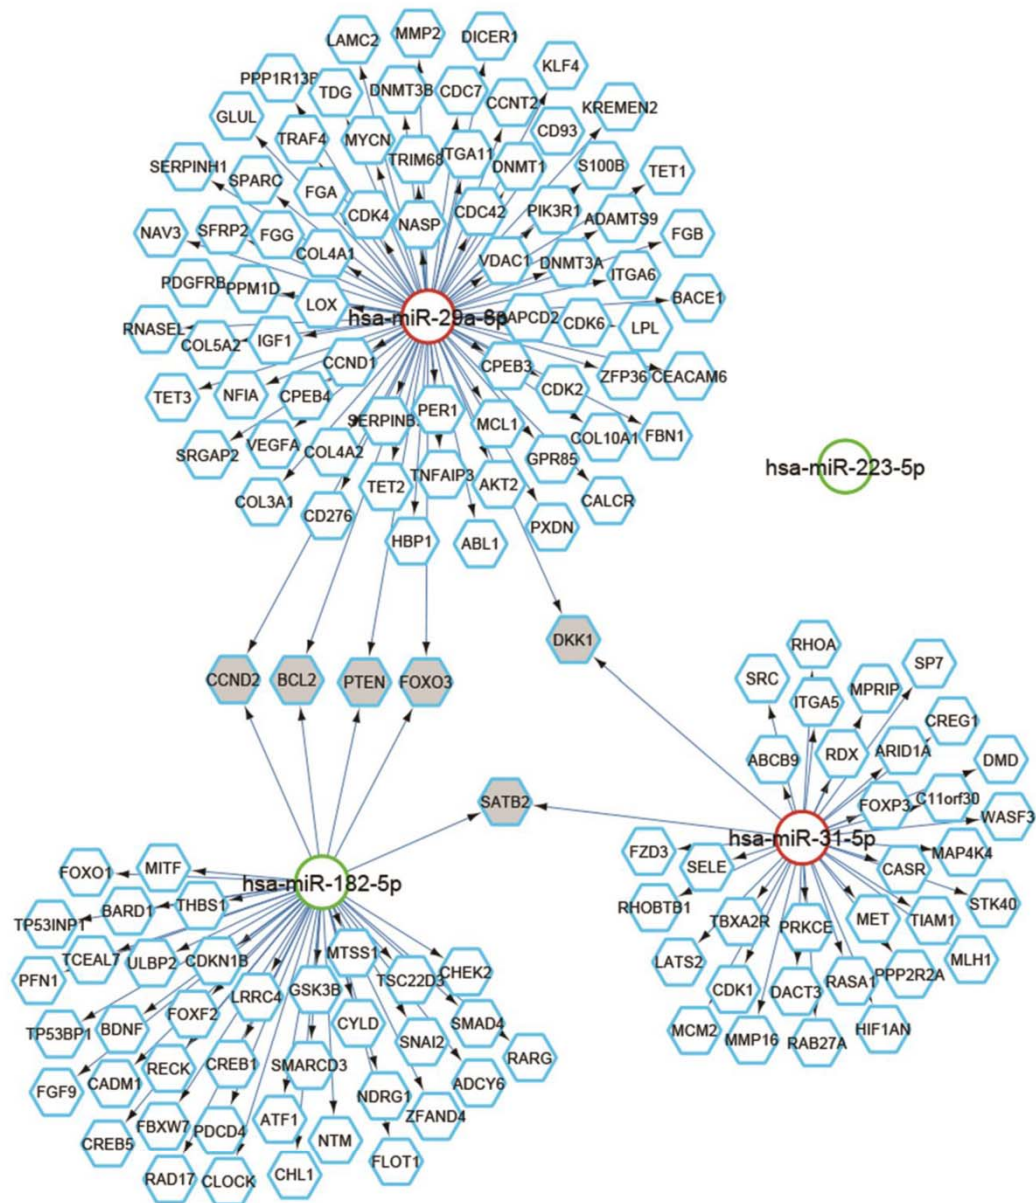 LAMC2
MMP2
DICER1
PPP1R13B
TDG
DNMT3B
CDC7
CCNT2
KLF4
GLUL
TRAF4
MYCN
TRIM68
ITGA11
DNMT1
CD93
KREMEN2
SERPINH1
SPARC
FGA
CDK4
NASP
CDC42
PIK3R1
S100B
TET1
NAV3
SFRP2
FGG
COL4A1
VDAC1
DNMT3A
ADAMTS9
FGB
PDGFRB
PPM1D
LOX
ITGA6
BACE1
RNASEL
COL5A2
IGF1
hsa-miR-29a-3p
CDK6
LPL
TET3
NFIA
CPEB4
CCND1
CPEB3
CDK2
ZFP36
CEACAM6
SRGAP2
VEGFA
COL4A2
PER1
MCL1
COL10A1
FBN1
COL3A1
CD276
TET2
TNFAIP3
AKT2
GPR85
CALCR
HBP1
ABL1
PXDN
hsa-miR-223-5p
CCND2
BCL2
PTEN
FOXO3
DKK1
SATB2
RHOA
SRC
ITGA5
MPRIP
SP7
ABCB9
RDX
ARID1A
CREG1
FOXP3
C11orf30
DMD
WASF3
hsa-miR-31-5p
FZD3
SELE
CASR
MAP4K4
RHOBTB1
TBXA2R
PRKCE
MET
TIAM1
STK40
LATS2
CDK1
DACT3
RASA1
PPP2R2A
MLH1
MCM2
MMP16
RAB27A
HIF1AN
FOXO1
MITF
hsa-miR-182-5p
TP53INP1
BARD1
THBS1
PFN1
TCEAL7
ULBP2
CDKN1B
MTSS1
TSC22D3
CHEK2
TP53BP1
BDNF
FOXF2
LRRC4
GSK3B
CYLD
SNAI2
SMAD4
RARG
FGF9
CADM1
RECK
CREB1
SMARCD3
NDRG1
ZFAND4
ADCY6
CREB5
FBXW7
PDCD4
ATF1
NTM
FLOT1
RAD17
CLOCK
CHL1